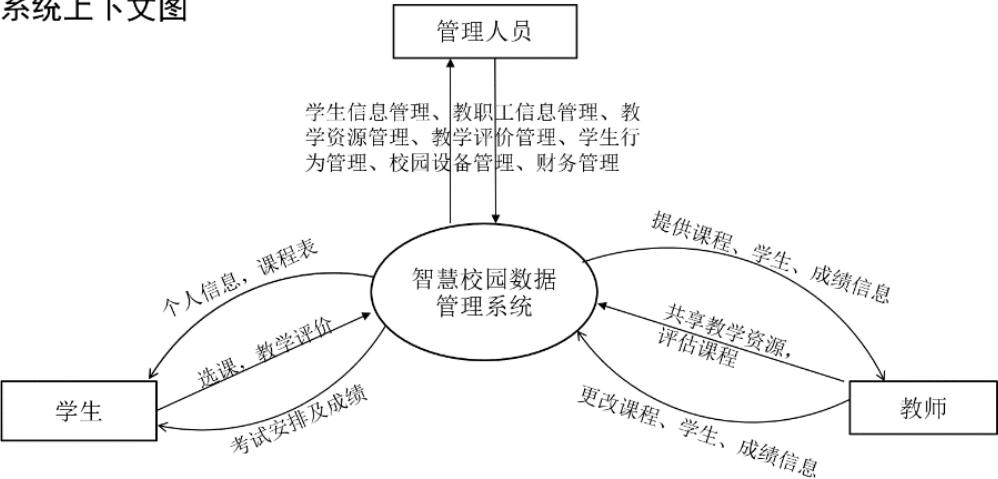 系统上下文图
管理人员
学生信息管理、教职工信息管理、教
学资源管理、教学评价管理、学生行
为管理、校园设备管理、财务管理
智慧校园数据
管理系统
个人信息，课程表
选课，教学评价
考试安排及成绩
学生
提供课程、学生、成绩信息
共享教学资源，
评估课程
更改课程、学生、成绩信息
教师